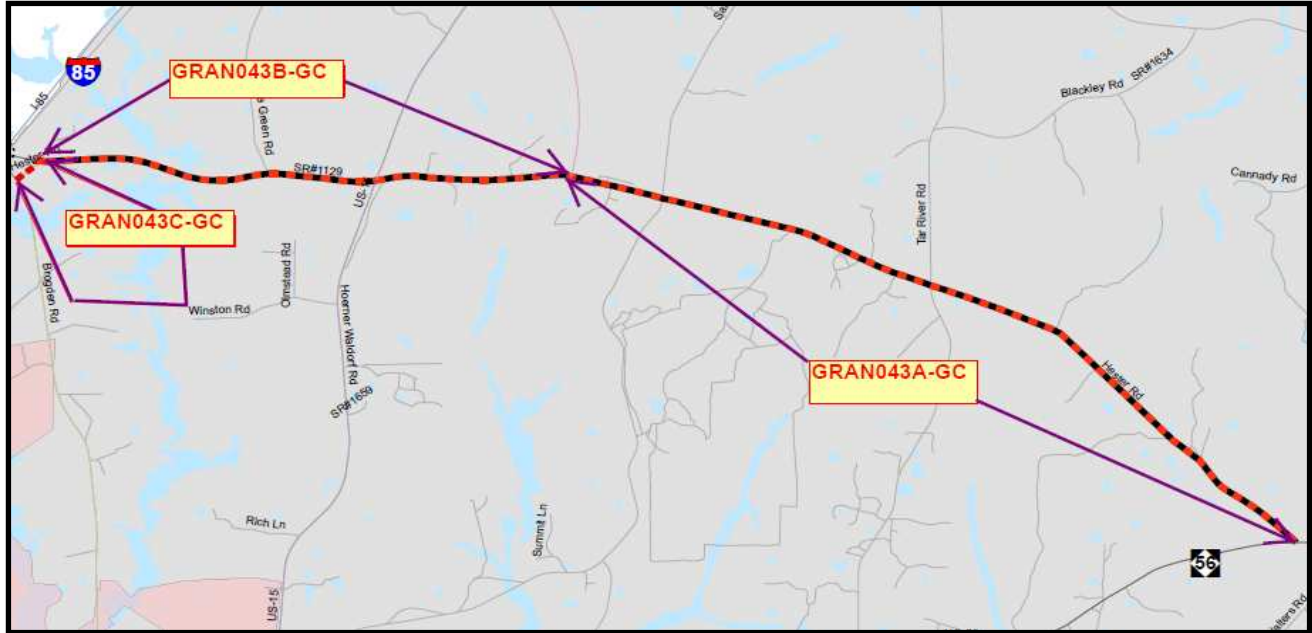 85
I-85
GRAN043B-GC
Green Rd
SR#1129
US-1
GRAN043C-GC
Brogden Rd
Winston Rd
Olmstead Rd
Hoerner Waldorf Rd
SR#1659
Rich Ln
US-15
Summit Ln
Tar River Rd
Blackley Rd
SR#1634
Cannady Rd
GRAN043A-GC
Hester Rd
56